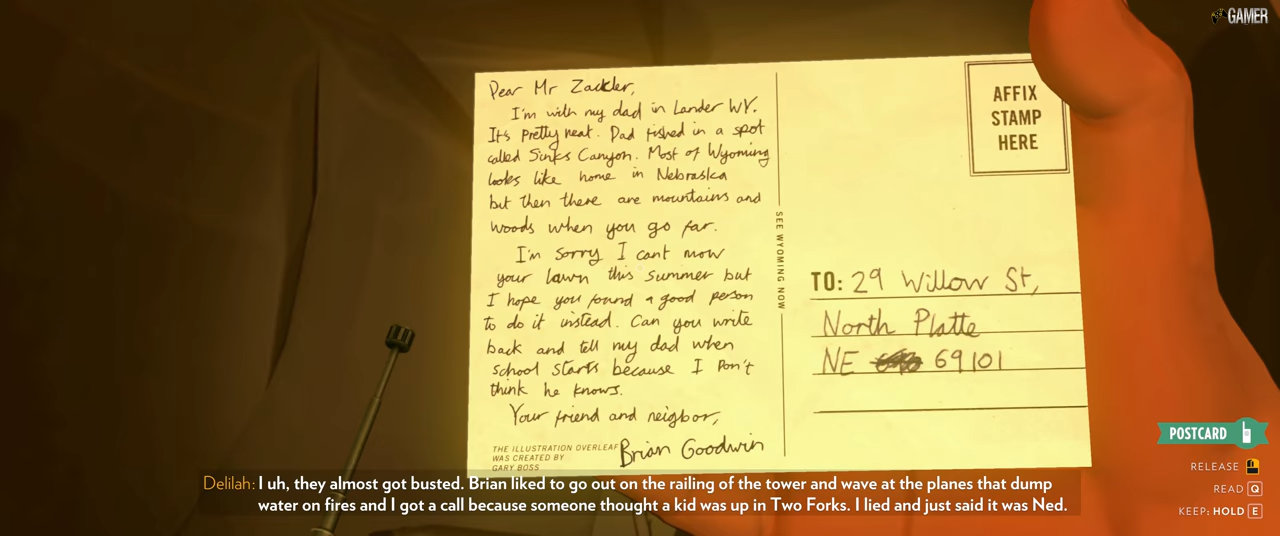 GAMER
Dear Mr Zackler,
I'm with my dad in Lander WY.
It's pretty neat. Dad fished in a spot
called Sinks Canyon. Most of Wyoming
looks like home in Nebraska
but then there are mountains and
woods when you go far.
I'm sorry I cant mow
your lawn this summer but
I hope you found a good person
to do it instead. Can you write
back and tell my dad when
school starts because I Don't
think he knows.
Your friend and neigbor,
Brian Goodwin
THE ILLUSTRATION OVERLEAF
WAS CREATED BY
GARY BOSS
SEE WYOMING NOW
AFFIX
STAMP
HERE
TO: 29 Willow St,
North Platte
NE 69101
POSTCARD
RELEASE
READ Q
KEEP: HOLD E
Delilah: I uh, they almost got busted. Brian liked to go out on the railing of the tower and wave at the planes that dump
water on fires and I got a call because someone thought a kid was up in Two Forks. I lied and just said it was Ned.